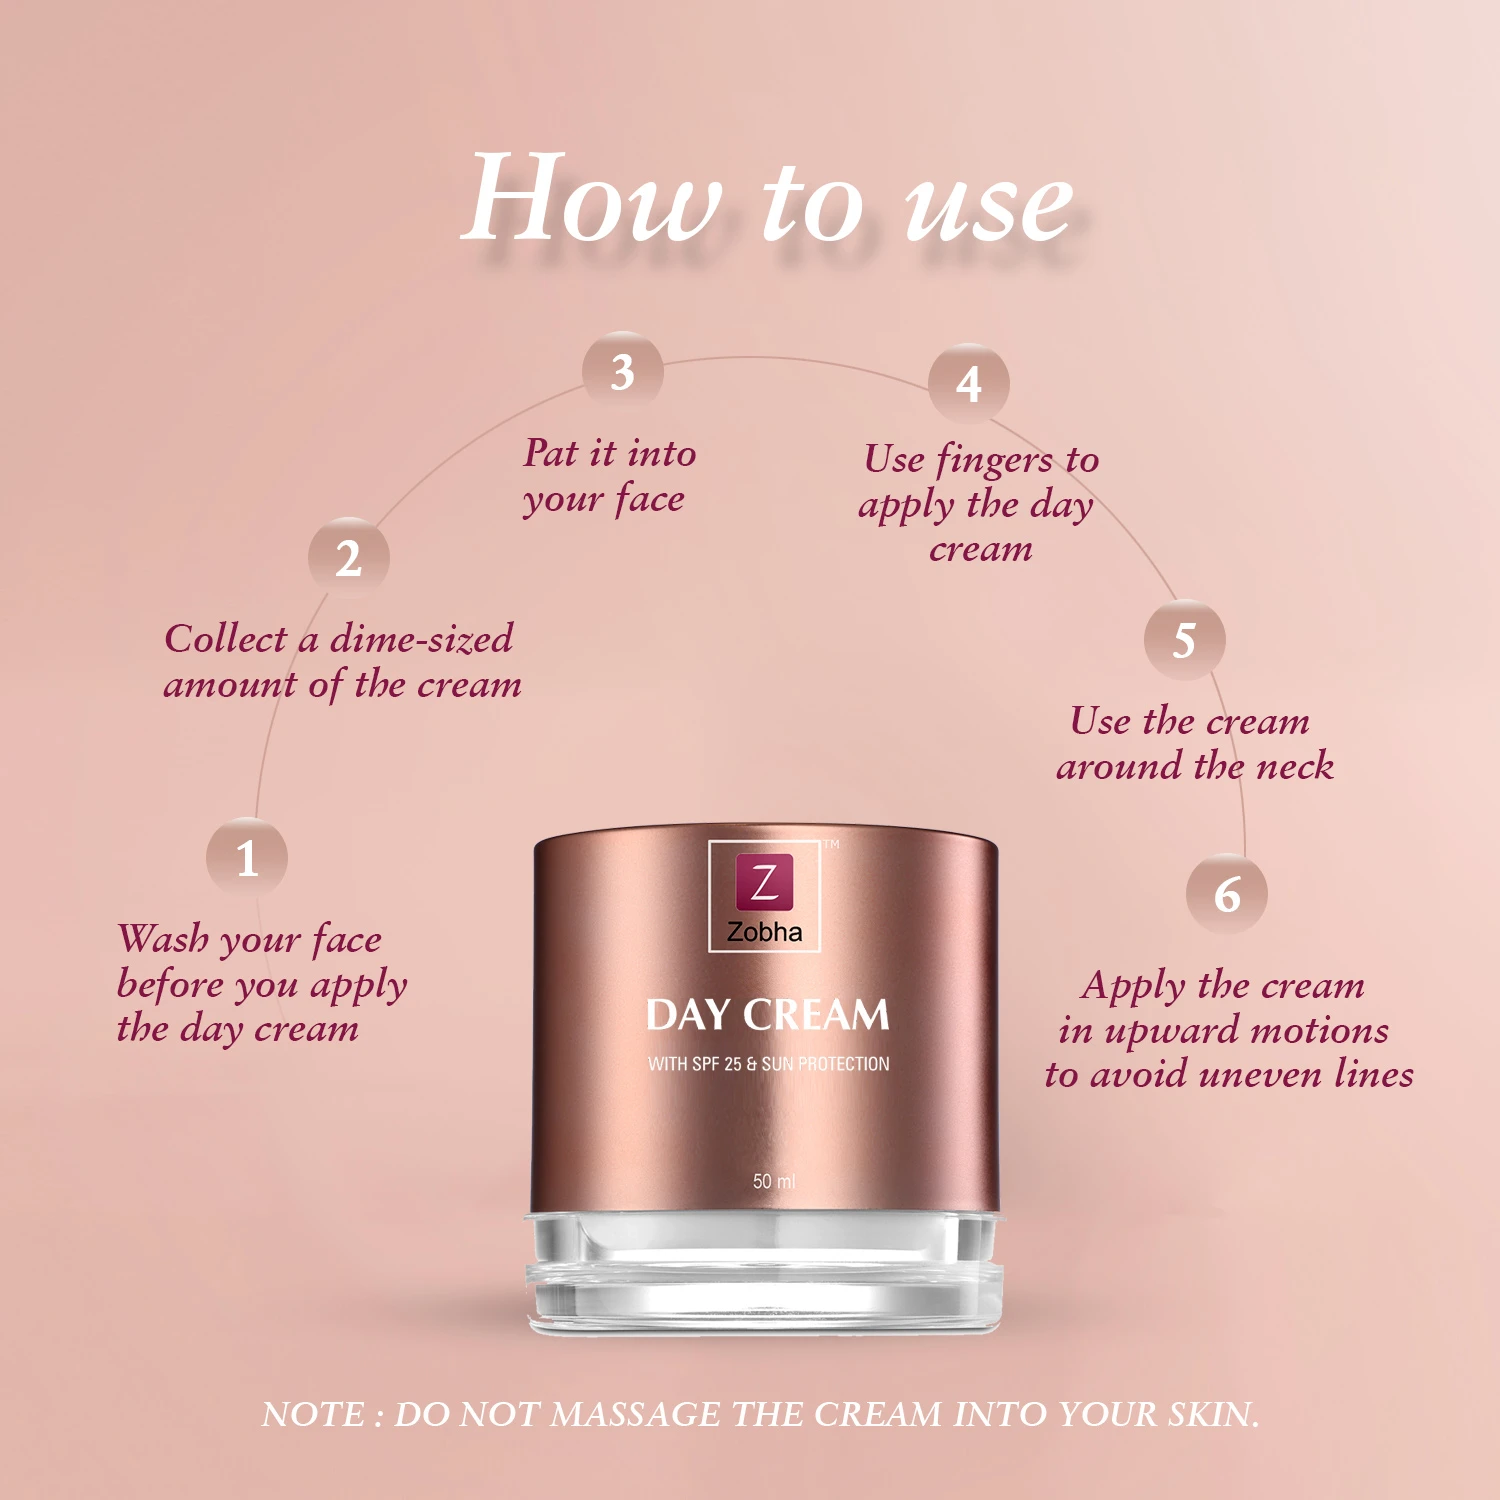 How to use
1
Wash your face
before you apply
the day cream
2
Collect a dime-sized
amount of the cream
3
Pat it into
your face
4
Use fingers to
apply the day
cream
5
Use the cream
around the neck
6
Apply the cream
in upward motions
to avoid uneven lines
TM
Z
Zobha
DAY CREAM
WITH SPF 25 & SUN PROTECTION
50 ml
NOTE : DO NOT MASSAGE THE CREAM INTO YOUR SKIN.